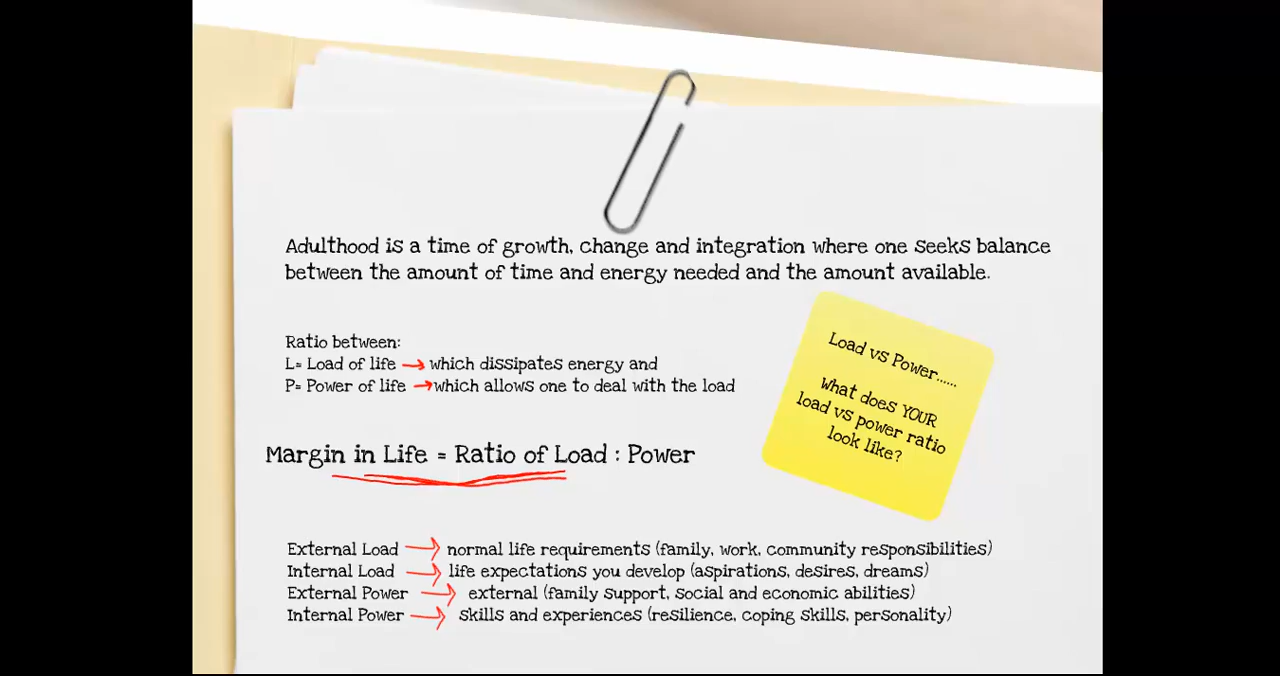 Adulthood is a time of growth, change and integration where one seeks balance
between the amount of time and energy needed and the amount available.
Ratio between:
L= Load of life → which dissipates energy and
P= Power of life → which allows one to deal with the load
Load vs Power......
What does YOUR
load vs power ratio
look like?
Margin in Life = Ratio of Load : Power
External Load → normal life requirements (family, work, community responsibilities)
Internal Load → life expectations you develop (aspirations, desires, dreams)
External Power → external (family support, social and economic abilities)
Internal Power → skills and experiences (resilience, coping skills, personality)